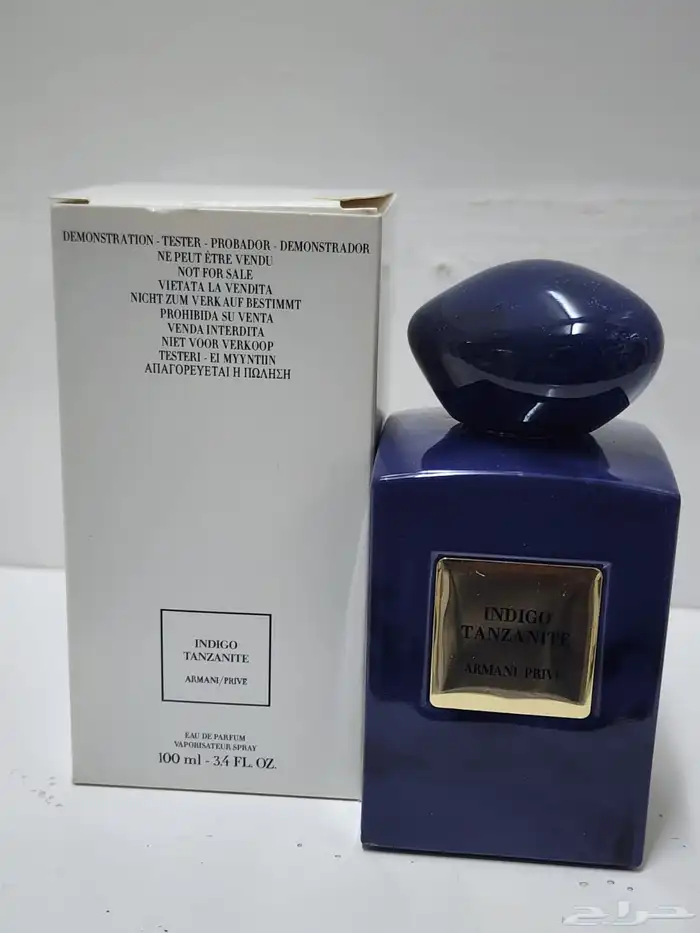 DEMONSTRATION - TESTER - PROBADOR - DEMONSTRADOR
NE PEUT ÊTRE VENDU
NOT FOR SALE
VIETATA LA VENDITA
NICHT ZUM VERKAUF BESTIMMT
PROHIBIDA SU VENTA
VENDA INTERDITA
NIET VOOR VERKOOP
TESTERI - EI MYYNTIIN
ΑΠΑΓΟΡΕΥΕΤΑΙ Η ΠΩΛΗΣΗ
INDIGO
TANZANITE
ARMANI/PRIVE
EAU DE PARFUM
VAPORISATEUR SPRAY
100 ml - 3.4 FL. OZ.
INDIGO
TANZANITE
ARMANI PRIVE
حراج